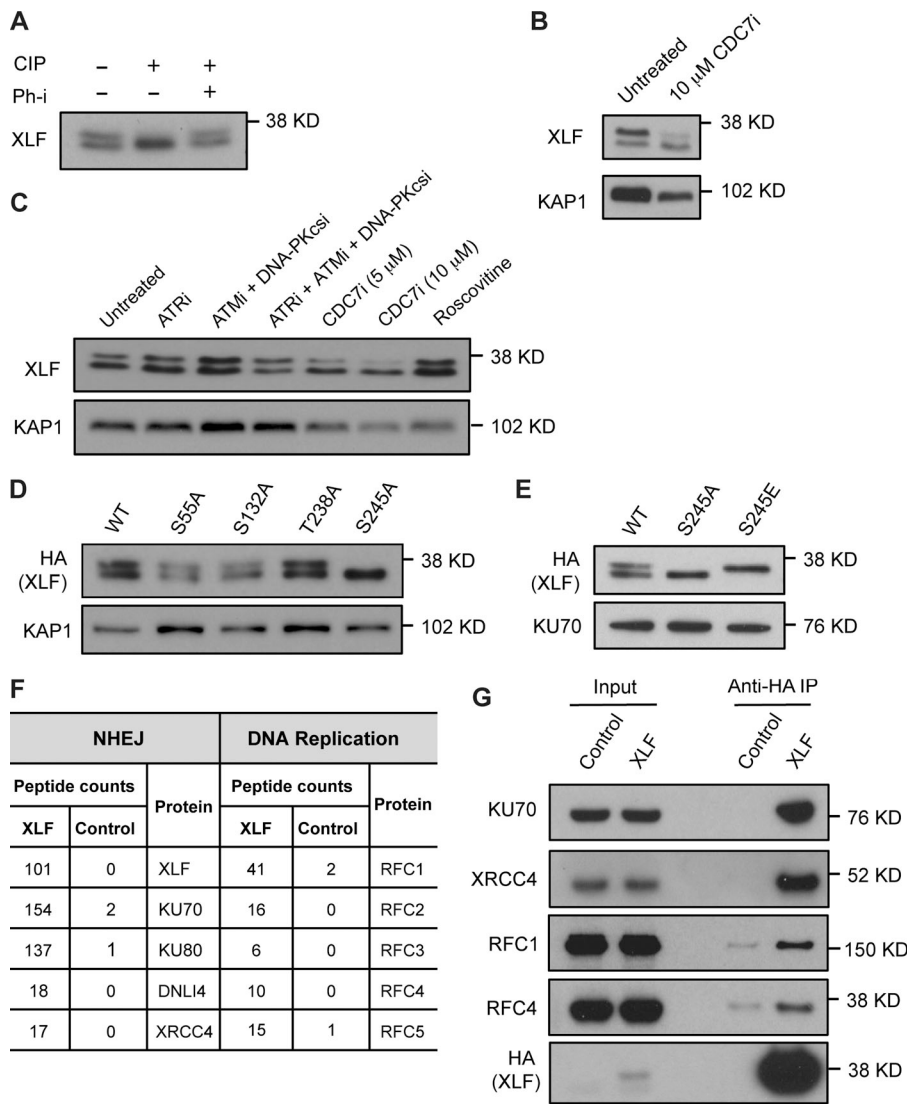 A
CIP − + +
Ph-i − − +
XLF
38 KD
B
Untreated
10 μM CDC7i
XLF
38 KD
KAP1
102 KD
C
Untreated
ATRi
ATMi + DNA-PKcsi
ATRi + ATMi + DNA-PKcsi
CDC7i (5 μM)
CDC7i (10 μM)
Roscovitine
XLF
38 KD
KAP1
102 KD
D
WT
S55A
S132A
T238A
S245A
HA
(XLF)
38 KD
KAP1
102 KD
E
WT
S245A
S245E
HA
(XLF)
38 KD
KU70
76 KD
F
NHEJ DNA Replication
Peptide counts Protein Peptide counts Protein
XLF Control XLF Control
101 0 XLF 41 2 RFC1
154 2 KU70 16 0 RFC2
137 1 KU80 6 0 RFC3
18 0 DNLI4 10 0 RFC4
17 0 XRCC4 15 1 RFC5
G
Input Anti-HA IP
Control XLF Control XLF
KU70
76 KD
XRCC4
52 KD
RFC1
150 KD
RFC4
38 KD
HA
(XLF)
38 KD